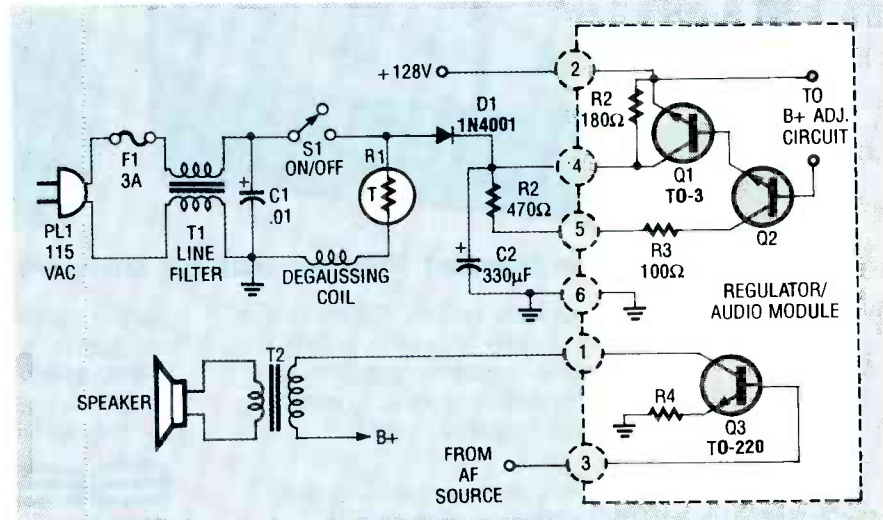 +128V
2
D1
1N4001
R2
180Ω
TO
B+ ADJ.
CIRCUIT
F1
3A
S1
ON/OFF
R1
T
4
Q1
TO-3
+
C1
.01
R2
470Ω
PL1
115
VAC
T1
LINE
FILTER
DEGAUSSING
COIL
+
C2
330µF
5
R3
100Ω
Q2
6
REGULATOR/
AUDIO MODULE
T2
1
SPEAKER
B+
R4
Q3
TO-220
FROM
AF
SOURCE
3